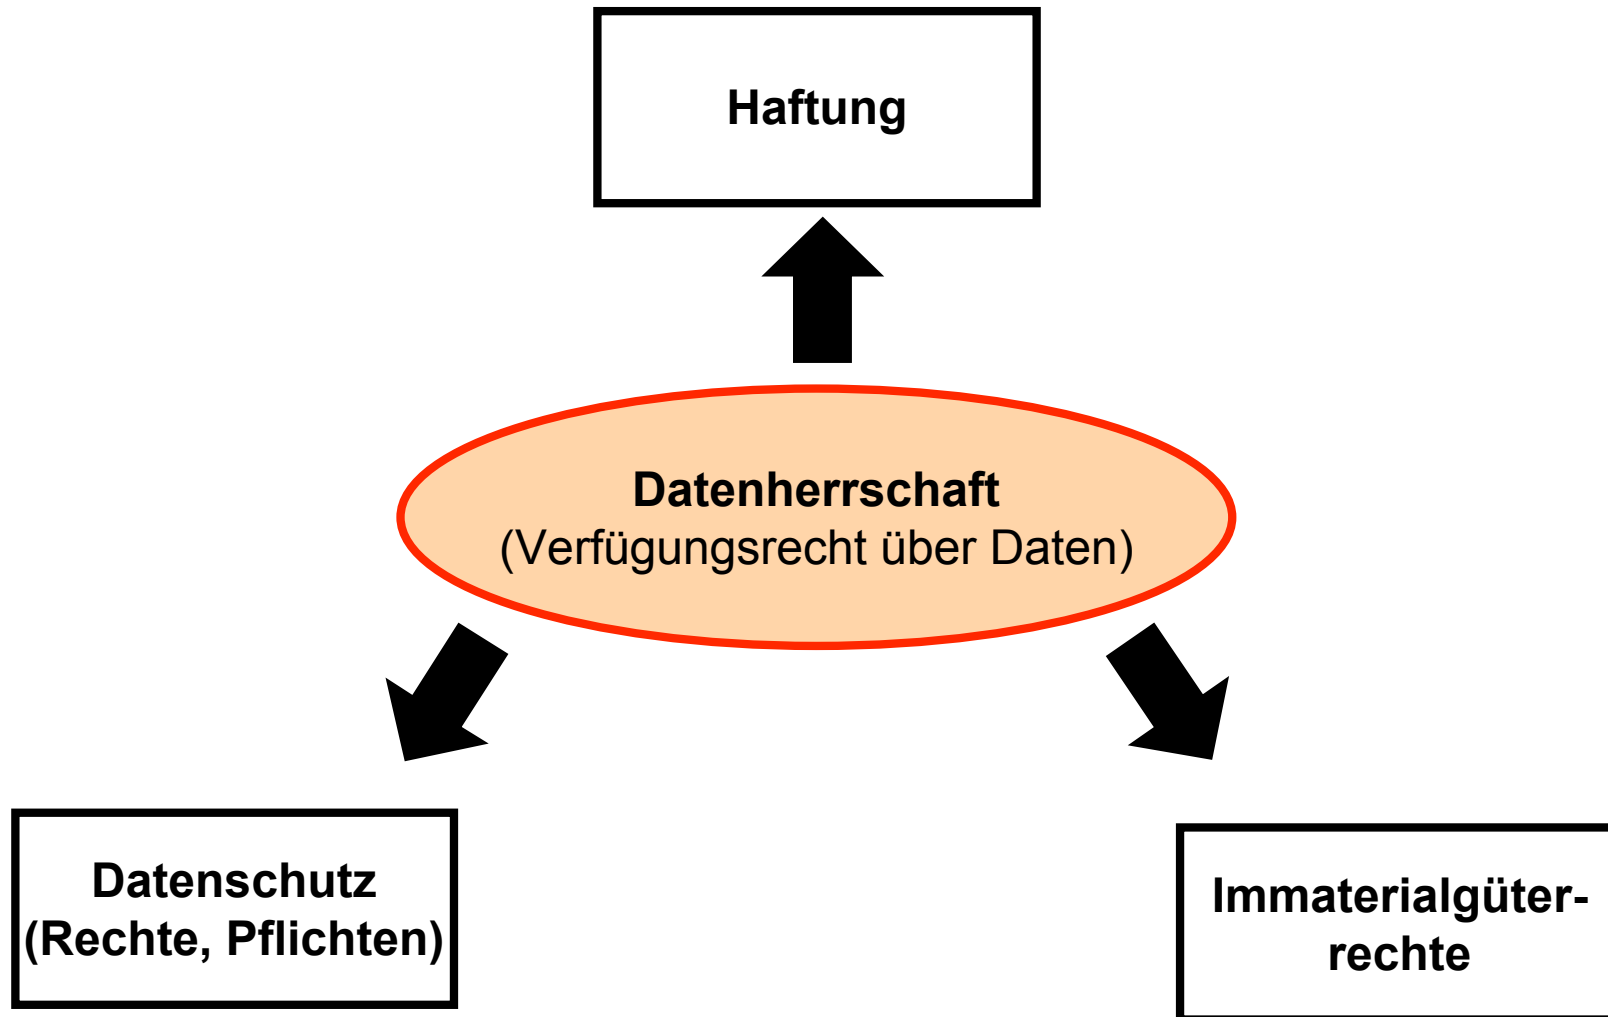 Haftung
Datenherrschaft
(Verfügungsrecht über Daten)
Datenschutz
(Rechte, Pflichten)
Immaterialgüter-
rechte